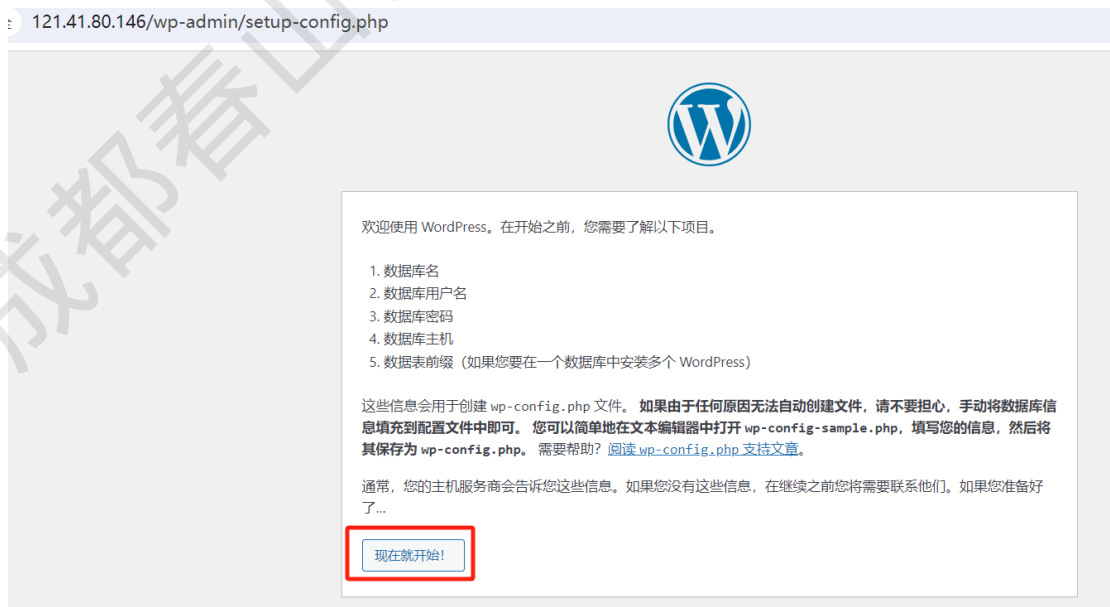 121.41.80.146/wp-admin/setup-config.php
欢迎使用 WordPress。在开始之前，您需要了解以下项目。
1. 数据库名
2. 数据库用户名
3. 数据库密码
4. 数据库主机
5. 数据表前缀（如果您要在一个数据库中安装多个 WordPress）
这些信息会用于创建 wp-config.php 文件。 如果由于任何原因无法自动创建文件，请不要担心，手动将数据库信
息填充到配置文件中即可。 您可以简单地在文本编辑器中打开 wp-config-sample.php，填写您的信息，然后将
其保存为 wp-config.php。 需要帮助？阅读 wp-config.php 支持文章。
通常，您的主机服务商会告诉您这些信息。如果您没有这些信息，在继续之前您将需要联系他们。如果您准备好
了...
现在就开始！
成都春